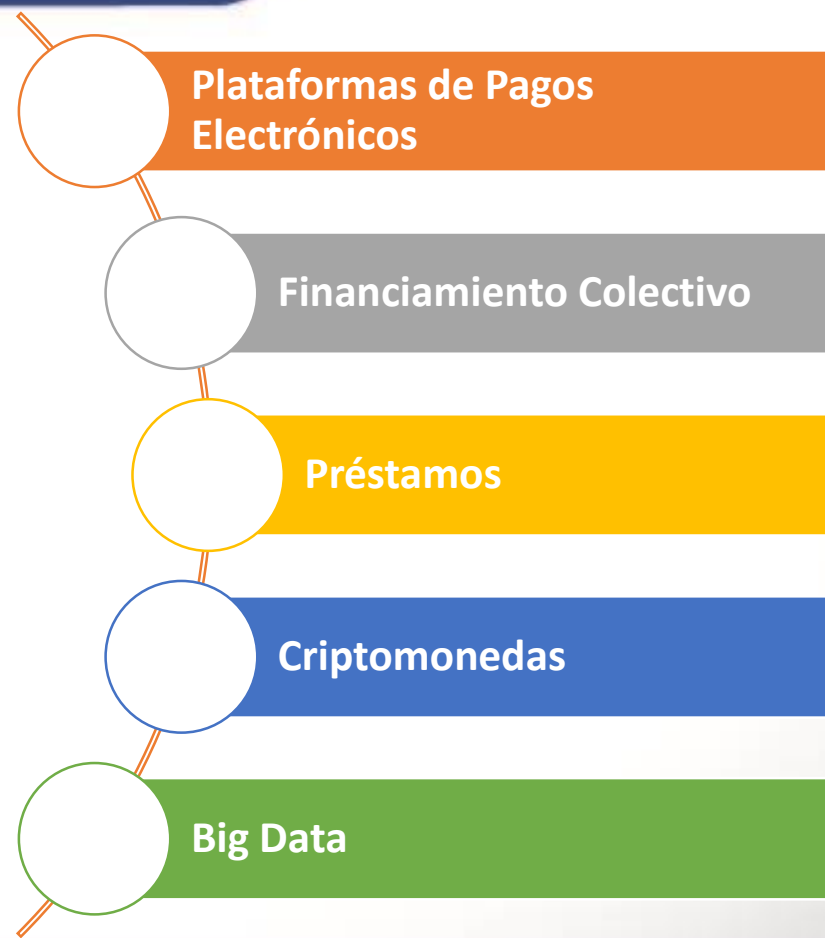 Plataformas de Pagos
Electrónicos
Financiamiento Colectivo
Préstamos
Criptomonedas
Big Data